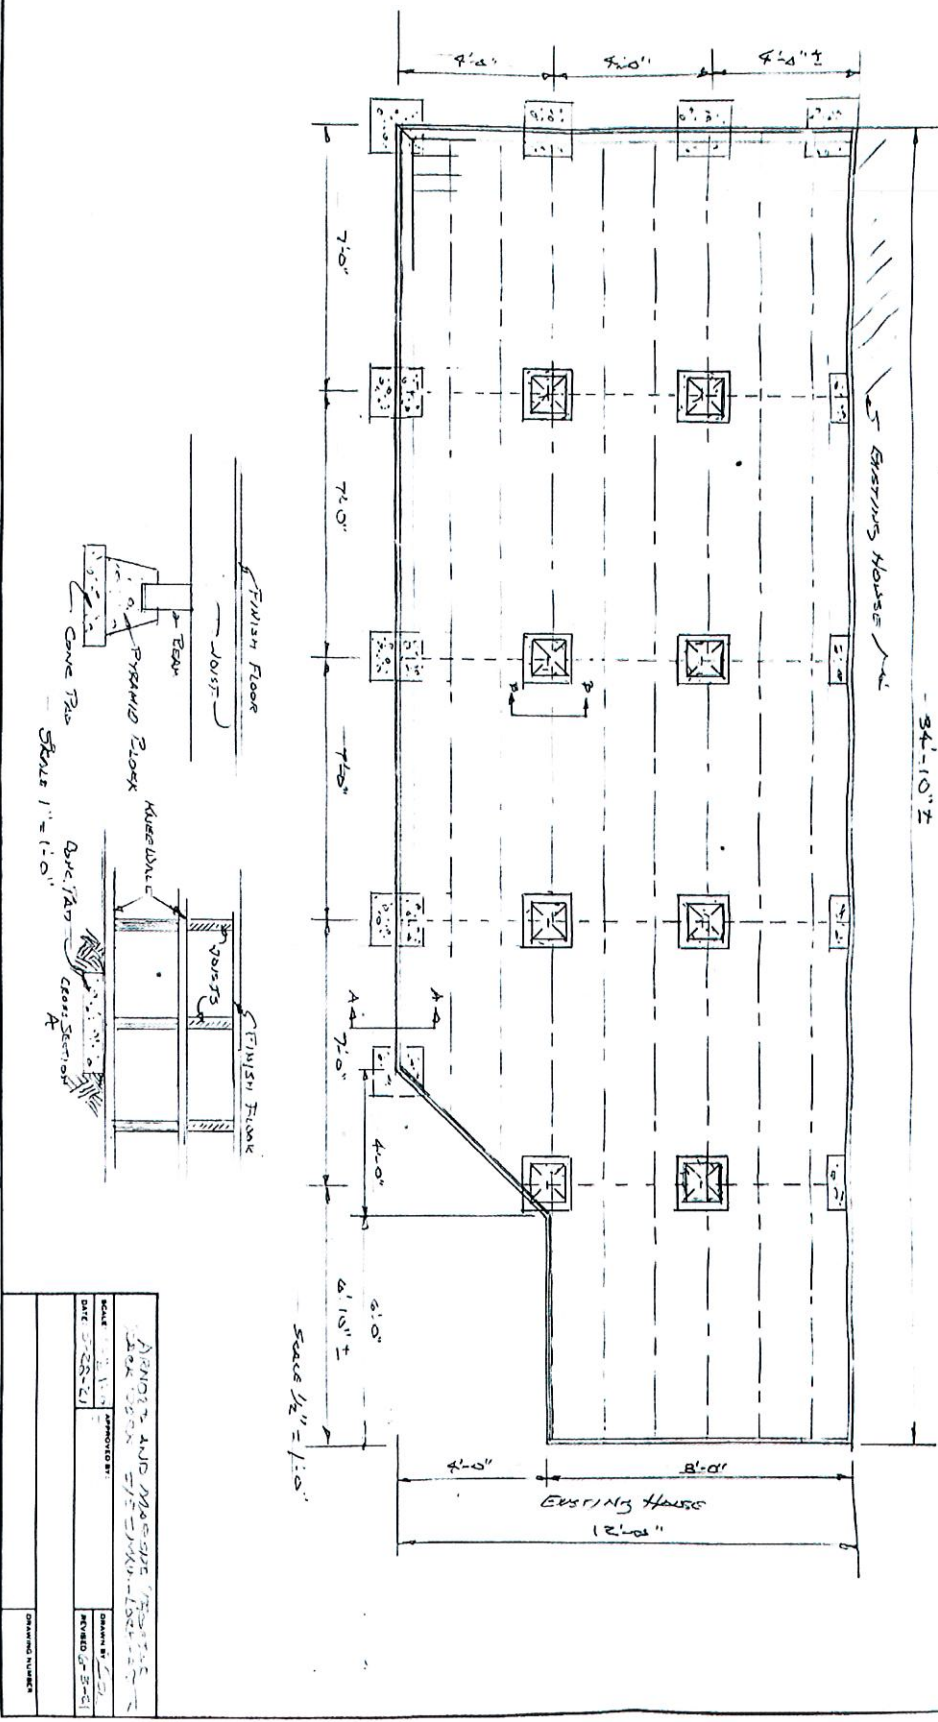 4'-0"
4'-0"
4'-0" ±
34'-10" ±
EXISTING HOUSE
7'-0"
7'-0"
7'-0"
7'-0"
6'-10" ±
4'-0"
6'-0"
A
A
B
B
4'-0"
8'-0"
EXISTING HOUSE
12'-0"
SCALE 1/2" = 1'-0"
FINISH FLOOR
JOIST
BEAM
PYRAMID BLOCK
CONC PAD
SCALE 1" = 1'-0"
KNEEWALL
JOISTS
FINISH FLOOR
CONC. PAD
CROSS SECTION
A
ARNOLD AND
SCALE
APPROVED BY:
DRAWN BY
DATE
REVISED
DRAWING NUMBER